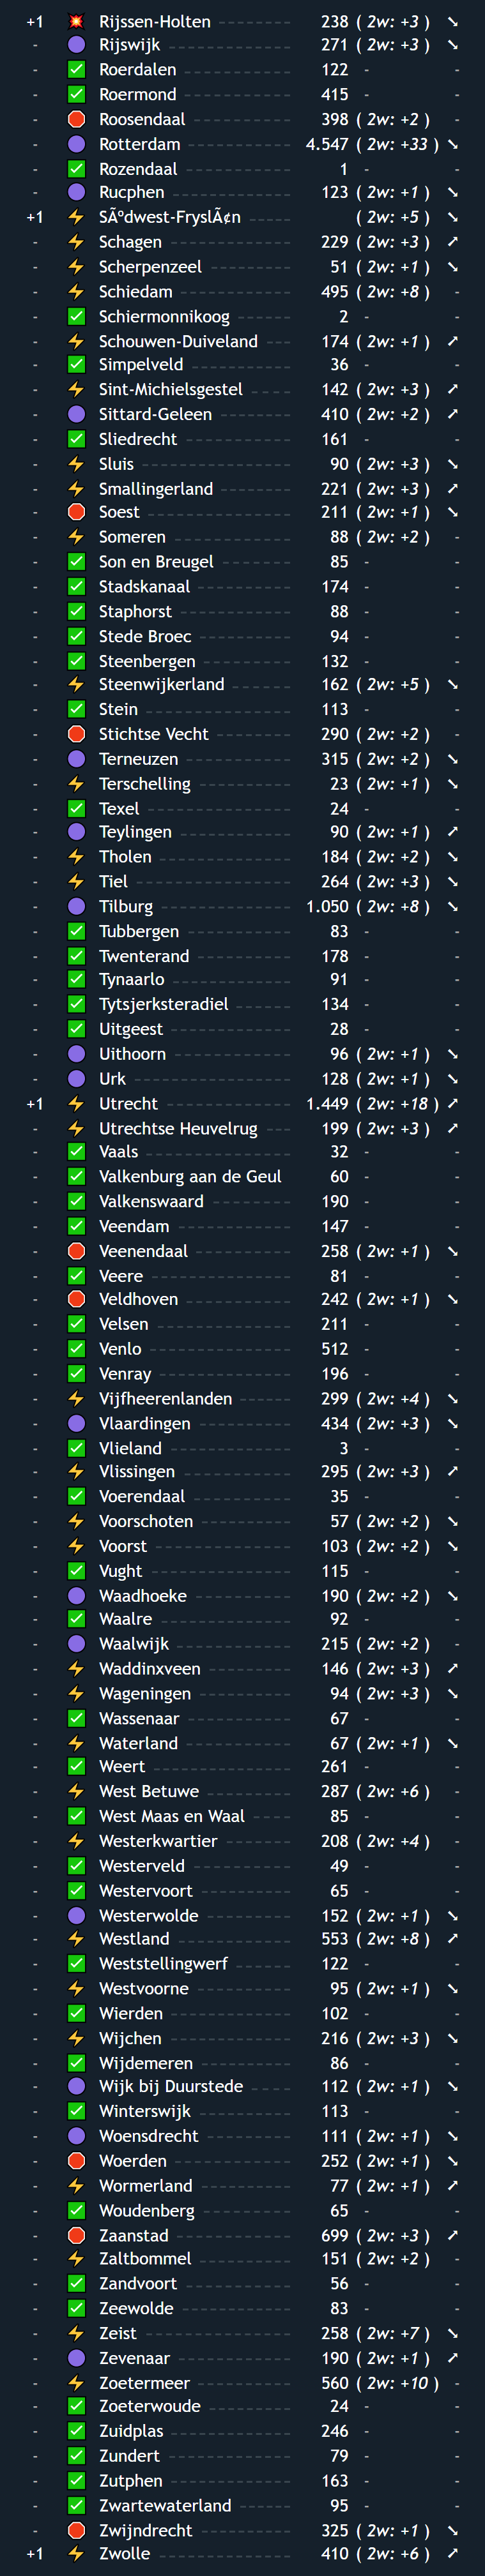 +1 💥 Rijssen-Holten ------ 238 ( 2w: +3 ) ➘
- 🟣 Rijswijk ------ 271 ( 2w: +3 ) ➘
- ✅ Roerdalen ------ 122 - -
- ✅ Roermond ------ 415 - -
- 🛑 Roosendaal ------ 398 ( 2w: +2 ) -
- 🟣 Rotterdam ------ 4.547 ( 2w: +33 ) ➘
- ✅ Rozendaal ------ 1 - -
- 🟣 Rucphen ------ 123 ( 2w: +1 ) ➘
+1 ⚡ SÃºdwest-FryslÃ¢n ------ ( 2w: +5 ) ➘
- ⚡ Schagen ------ 229 ( 2w: +3 ) ➚
- ⚡ Scherpenzeel ------ 51 ( 2w: +1 ) ➘
- ⚡ Schiedam ------ 495 ( 2w: +8 ) -
- ✅ Schiermonnikoog ------ 2 - -
- ⚡ Schouwen-Duiveland ---- 174 ( 2w: +1 ) ➚
- ✅ Simpelveld ------ 36 - -
- ⚡ Sint-Michielsgestel ------ 142 ( 2w: +3 ) ➚
- 🟣 Sittard-Geleen ------ 410 ( 2w: +2 ) ➚
- ✅ Sliedrecht ------ 161 - -
- ⚡ Sluis ------ 90 ( 2w: +3 ) ➘
- ⚡ Smallingerland ------ 221 ( 2w: +3 ) ➚
- 🛑 Soest ------ 211 ( 2w: +1 ) ➘
- ⚡ Someren ------ 88 ( 2w: +2 ) -
- ✅ Son en Breugel ------ 85 - -
- ✅ Stadskanaal ------ 174 - -
- ✅ Staphorst ------ 88 - -
- ✅ Stede Broec ------ 94 - -
- ✅ Steenbergen ------ 132 - -
- ⚡ Steenwijkerland ------ 162 ( 2w: +5 ) ➘
- ✅ Stein ------ 113 - -
- 🛑 Stichtse Vecht ------ 290 ( 2w: +2 ) -
- 🟣 Terneuzen ------ 315 ( 2w: +2 ) ➘
- ⚡ Terschelling ------ 23 ( 2w: +1 ) ➘
- ✅ Texel ------ 24 - -
- 🟣 Teylingen ------ 90 ( 2w: +1 ) ➚
- ⚡ Tholen ------ 184 ( 2w: +2 ) ➘
- ⚡ Tiel ------ 264 ( 2w: +3 ) ➘
- 🟣 Tilburg ------ 1.050 ( 2w: +8 ) ➘
- ✅ Tubbergen ------ 83 - -
- ✅ Twenterand ------ 178 - -
- ✅ Tynaarlo ------ 91 - -
- ✅ Tytsjerksteradiel ------ 134 - -
- ✅ Uitgeest ------ 28 - -
- 🟣 Uithoorn ------ 96 ( 2w: +1 ) ➘
- 🟣 Urk ------ 128 ( 2w: +1 ) ➘
+1 ⚡ Utrecht ------ 1.449 ( 2w: +18 ) ➚
- ⚡ Utrechtse Heuvelrug ---- 199 ( 2w: +3 ) ➚
- ✅ Vaals ------ 32 - -
- ✅ Valkenburg aan de Geul 60 - -
- ✅ Valkenswaard ------ 190 - -
- ✅ Veendam ------ 147 - -
- 🛑 Veenendaal ------ 258 ( 2w: +1 ) ➘
- ✅ Veere ------ 81 - -
- 🛑 Veldhoven ------ 242 ( 2w: +1 ) ➘
- ✅ Velsen ------ 211 - -
- ✅ Venlo ------ 512 - -
- ✅ Venray ------ 196 - -
- ⚡ Vijfheerenlanden ------ 299 ( 2w: +4 ) ➘
- 🟣 Vlaardingen ------ 434 ( 2w: +3 ) ➘
- ✅ Vlieland ------ 3 - -
- ⚡ Vlissingen ------ 295 ( 2w: +3 ) ➚
- ✅ Voerendaal ------ 35 - -
- ⚡ Voorschoten ------ 57 ( 2w: +2 ) ➘
- ⚡ Voorst ------ 103 ( 2w: +2 ) ➘
- ✅ Vught ------ 115 - -
- 🟣 Waadhoeke ------ 190 ( 2w: +2 ) ➘
- ✅ Waalre ------ 92 - -
- 🟣 Waalwijk ------ 215 ( 2w: +2 ) -
- ⚡ Waddinxveen ------ 146 ( 2w: +3 ) ➚
- ⚡ Wageningen ------ 94 ( 2w: +3 ) ➘
- ✅ Wassenaar ------ 67 - -
- ⚡ Waterland ------ 67 ( 2w: +1 ) ➘
- ✅ Weert ------ 261 - -
- ⚡ West Betuwe ------ 287 ( 2w: +6 ) -
- ✅ West Maas en Waal ---- 85 - -
- ⚡ Westerkwartier ------ 208 ( 2w: +4 ) -
- ✅ Westerveld ------ 49 - -
- ✅ Westervoort ------ 65 - -
- 🟣 Westerwolde ------ 152 ( 2w: +1 ) ➘
- ⚡ Westland ------ 553 ( 2w: +8 ) ➚
- ✅ Weststellingwerf ------ 122 - -
- ⚡ Westvoorne ------ 95 ( 2w: +1 ) ➘
- ✅ Wierden ------ 102 - -
- ⚡ Wijchen ------ 216 ( 2w: +3 ) ➘
- ✅ Wijdemeren ------ 86 - -
- 🟣 Wijk bij Duurstede ---- 112 ( 2w: +1 ) ➘
- ✅ Winterswijk ------ 113 - -
- 🟣 Woensdrecht ------ 111 ( 2w: +1 ) ➘
- 🛑 Woerden ------ 252 ( 2w: +1 ) ➘
- ⚡ Wormerland ------ 77 ( 2w: +1 ) ➚
- ✅ Woudenberg ------ 65 - -
- 🛑 Zaanstad ------ 699 ( 2w: +3 ) ➚
- ⚡ Zaltbommel ------ 151 ( 2w: +2 ) -
- ✅ Zandvoort ------ 56 - -
- ✅ Zeewolde ------ 83 - -
- ⚡ Zeist ------ 258 ( 2w: +7 ) ➘
- 🟣 Zevenaar ------ 190 ( 2w: +1 ) ➚
- ⚡ Zoetermeer ------ 560 ( 2w: +10 ) -
- ✅ Zoeterwoude ------ 24 - -
- ✅ Zuidplas ------ 246 - -
- ✅ Zundert ------ 79 - -
- ✅ Zutphen ------ 163 - -
- ✅ Zwartewaterland ------ 95 - -
- 🛑 Zwijndrecht ------ 325 ( 2w: +1 ) ➘
+1 ⚡ Zwolle ------ 410 ( 2w: +6 ) ➚